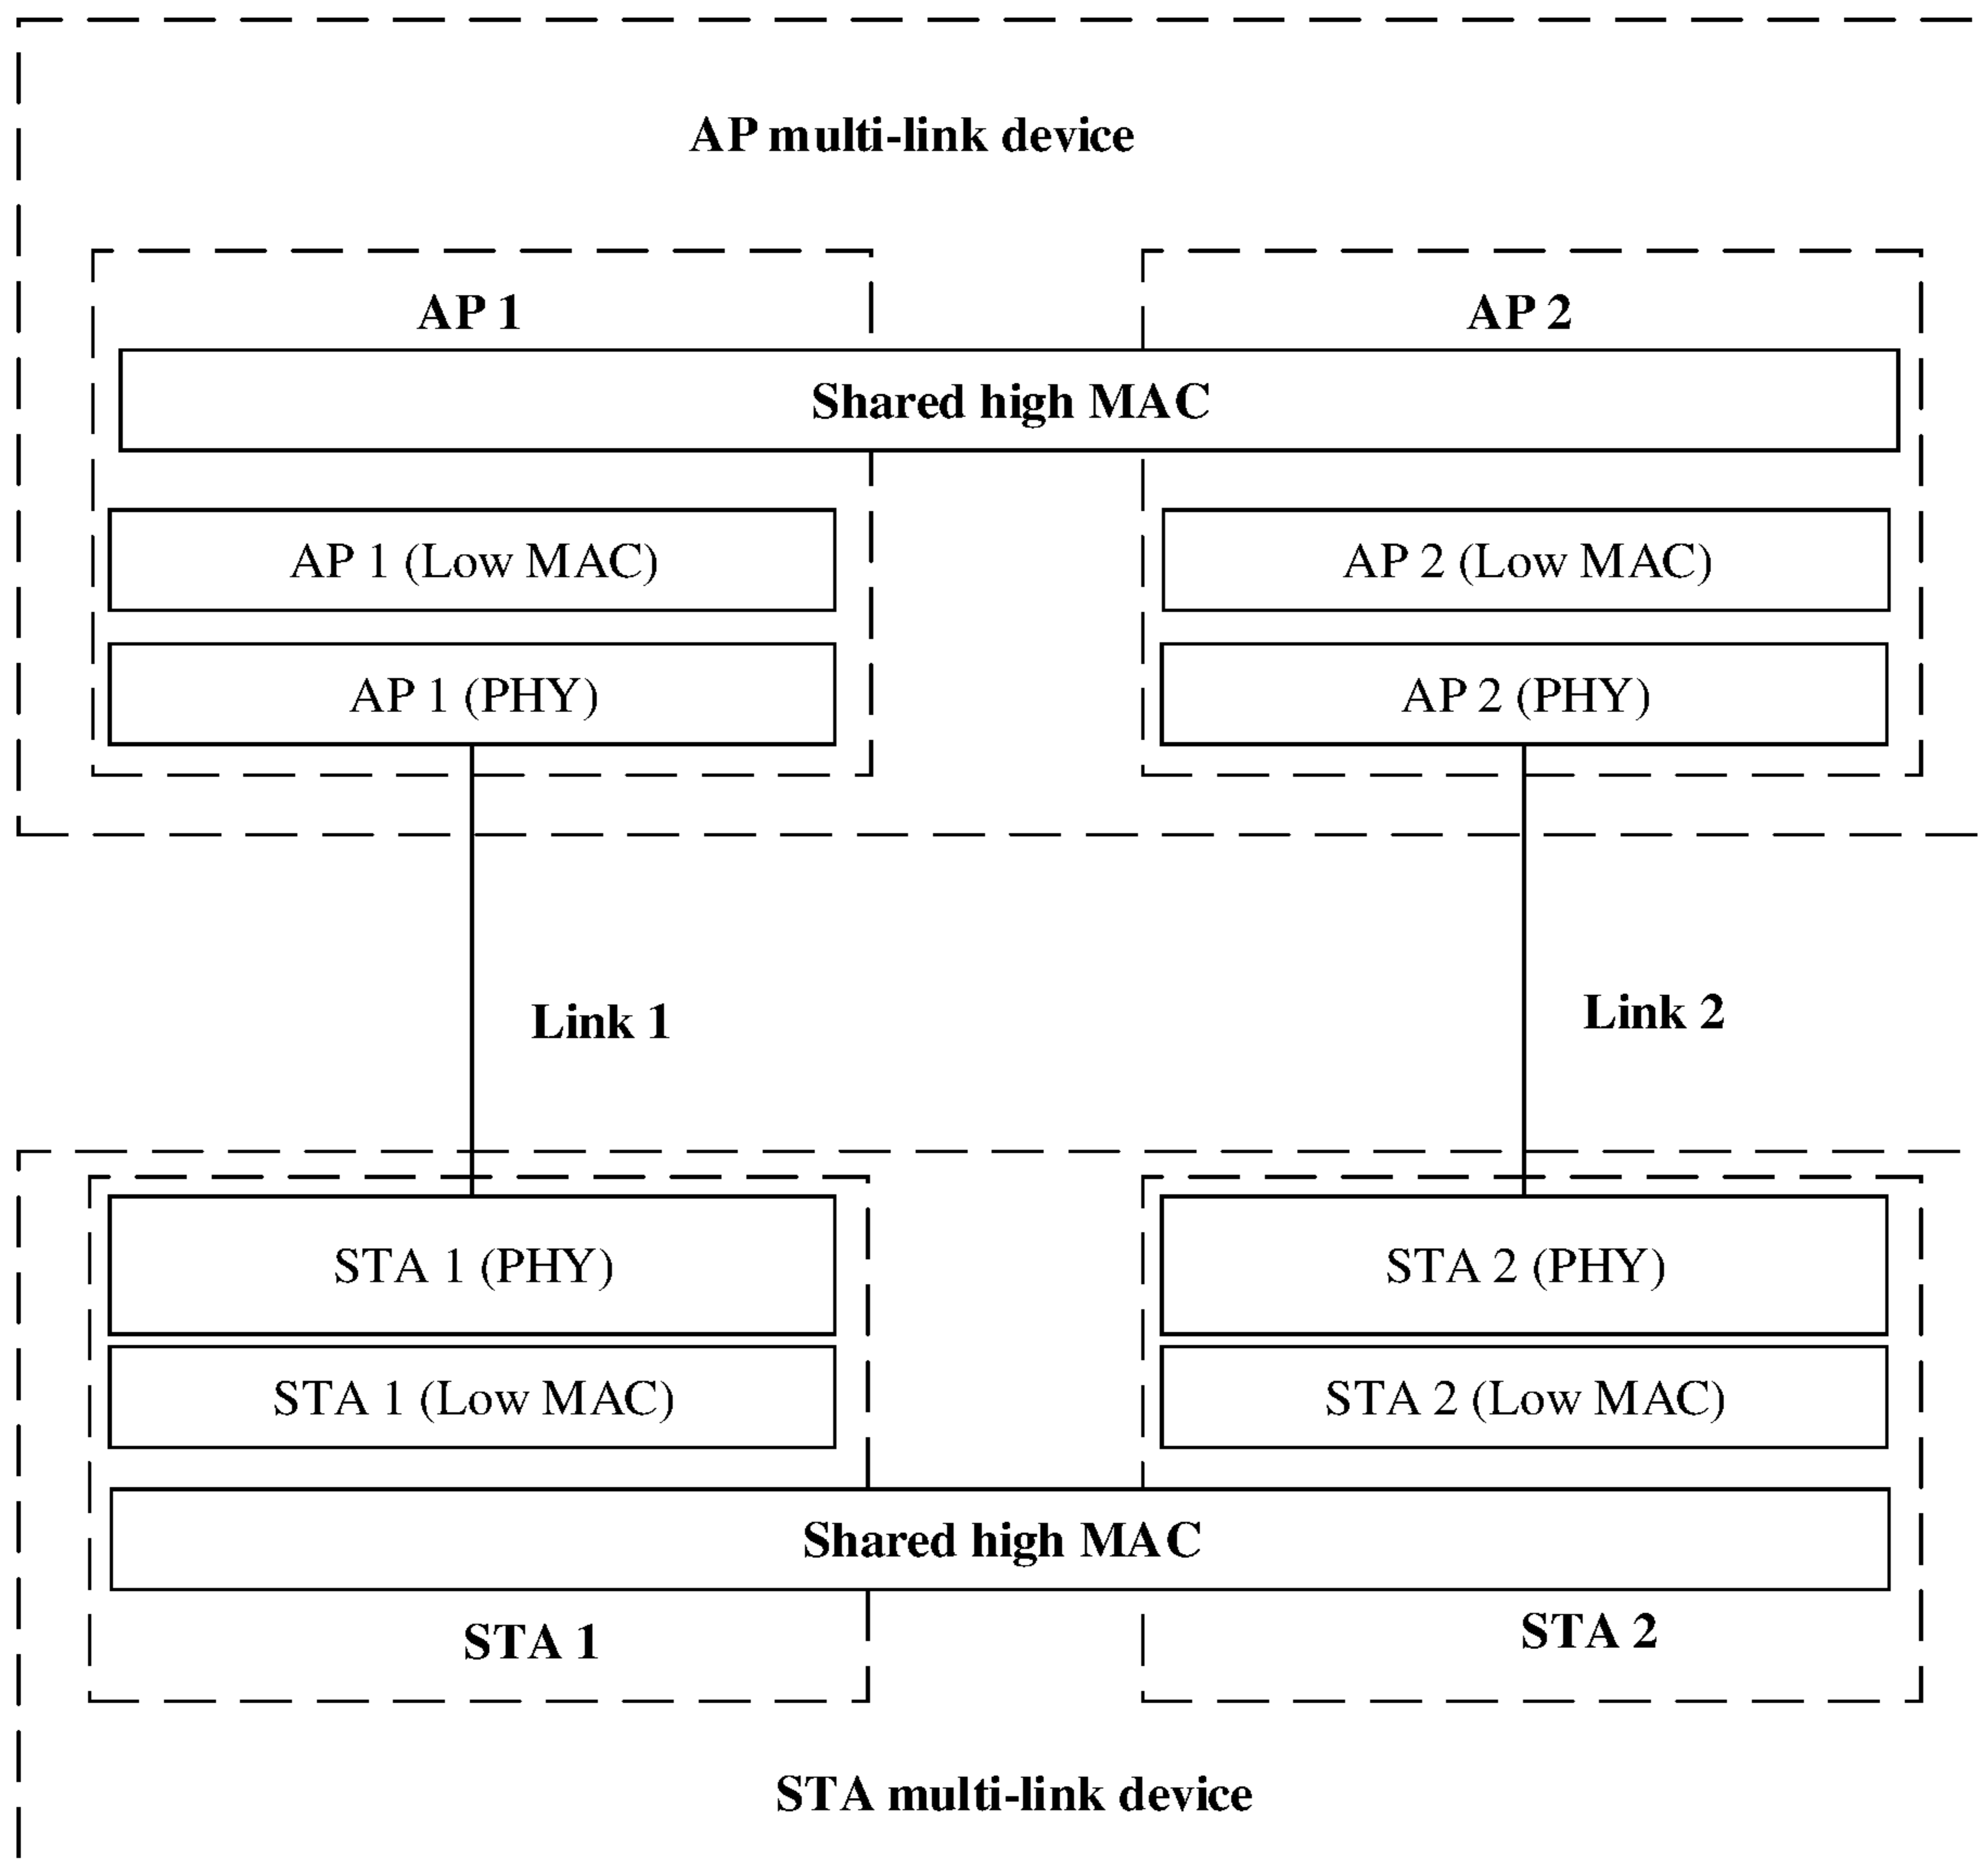 AP multi-link device
AP 1
AP 2
Shared high MAC
AP 1 (Low MAC)
AP 2 (Low MAC)
AP 1 (PHY)
AP 2 (PHY)
Link 1
Link 2
STA 1 (PHY)
STA 2 (PHY)
STA 1 (Low MAC)
STA 2 (Low MAC)
Shared high MAC
STA 1
STA 2
STA multi-link device